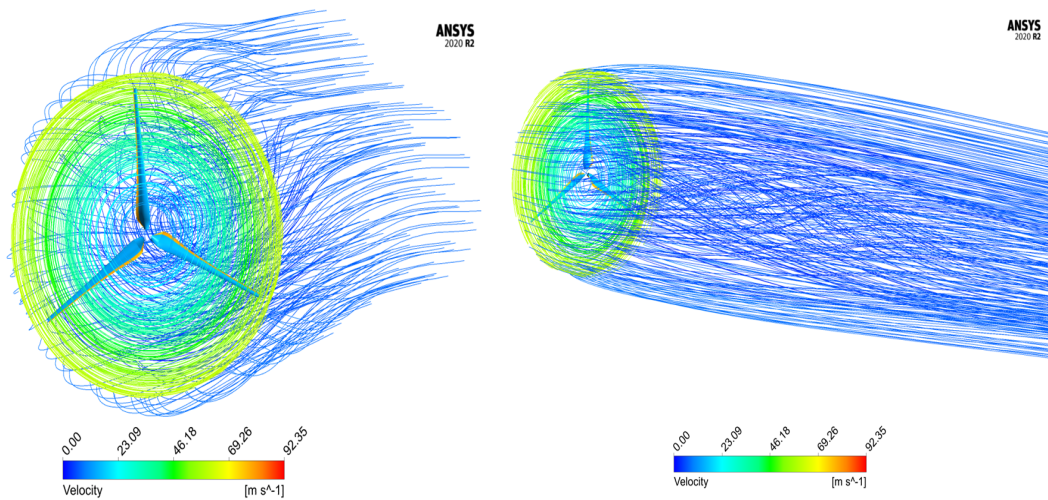 ANSYS
2020 R2
0.00
23.09
46.18
69.26
92.35
Velocity
[m s^-1]
ANSYS
2020 R2
0.00
23.09
46.18
69.26
92.35
Velocity
[m s^-1]